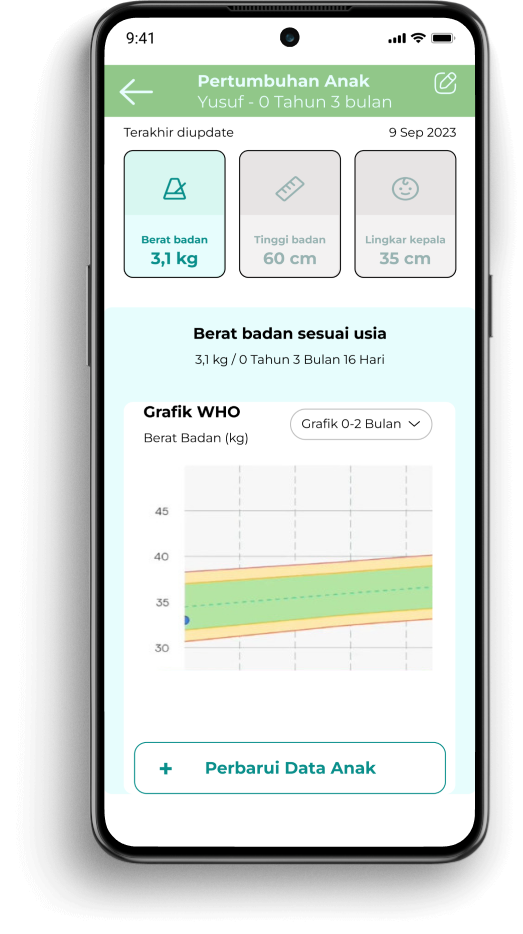 9:41
Pertumbuhan Anak
Yusuf - 0 Tahun 3 bulan
Terakhir diupdate 9 Sep 2023
Berat badan
3,1 kg
Tinggi badan
60 cm
Lingkar kepala
35 cm
Berat badan sesuai usia
3,1 kg / 0 Tahun 3 Bulan 16 Hari
Grafik WHO
Berat Badan (kg)
Grafik 0-2 Bulan
45
40
35
30
+ Perbarui Data Anak